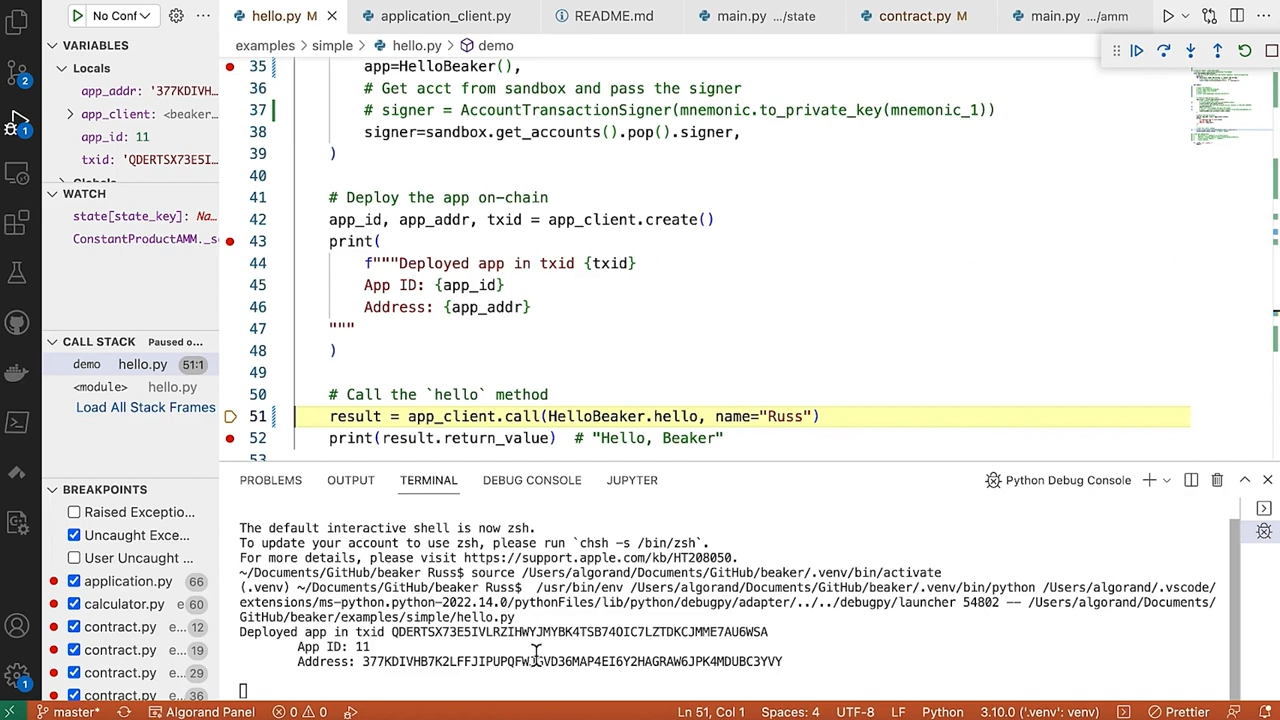 No Conf
hello.py M
application_client.py
README.md
main.py .../state
contract.py M
main.py .../amm
examples > simple > hello.py > demo
VARIABLES
Locals
app_addr: '377KDIVH...
app_client: <beaker...
app_id: 11
txid: 'QDERTSX73E5I...
WATCH
state[state_key]: Na...
ConstantProductAMM._s
CALL STACK Paused o...
demo hello.py 51:1
<module> hello.py
Load All Stack Frames
BREAKPOINTS
Raised Exceptio...
Uncaught Exce...
User Uncaught ...
application.py 66
calculator.py e 60
contract.py e 27
contract.py e 63
contract.py e 29
contract.py e 36
2
1
1
35 app=HelloBeaker(),
36 # Get acct from sandbox and pass the signer
37 # signer = AccountTransactionSigner(mnemonic.to_private_key(mnemonic_1))
38 signer=sandbox.get_accounts().pop().signer,
39 )
40
41 # Deploy the app on-chain
42 app_id, app_addr, txid = app_client.create()
43 print(
44 f"""Deployed app in txid {txid}
45 App ID: {app_id}
46 Address: {app_addr}
47 """
48 )
49
50 # Call the `hello` method
51 result = app_client.call(HelloBeaker.hello, name="Russ")
52 print(result.return_value) # "Hello, Beaker"
53
PROBLEMS OUTPUT TERMINAL DEBUG CONSOLE JUPYTER
Python Debug Console
The default interactive shell is now zsh.
To update your account to use zsh, please run `chsh -s /bin/zsh`.
For more details, please visit https://support.apple.com/kb/HT208050.
~/Documents/GitHub/beaker Russ$ source /Users/algorand/Documents/GitHub/beaker/.venv/bin/activate
(.venv) ~/Documents/GitHub/beaker Russ$ /usr/bin/env /Users/algorand/Documents/GitHub/beaker/.venv/bin/python /Users/algorand/.vscode/
extensions/ms-python.python-2022.14.0/pythonFiles/lib/python/debugpy/adapter/../../debugpy/launcher 54802 -- /Users/algorand/Documents/
GitHub/beaker/examples/simple/hello.py
Deployed app in txid QDERTSX73E5IVLRZIHWYJMYBK4TSB74OIC7LZTDKCJMME7AU6WSA
App ID: 11
Address: 377KDIVHB7K2LFFJIPUPQFWJGVD36MAP4EI6Y2HAGRAW6JPK4MDUBC3YVY
master* Algorand Panel 0 0
Ln 51, Col 1 Spaces: 4 UTF-8 LF Python 3.10.0 ('.venv': venv) Prettier